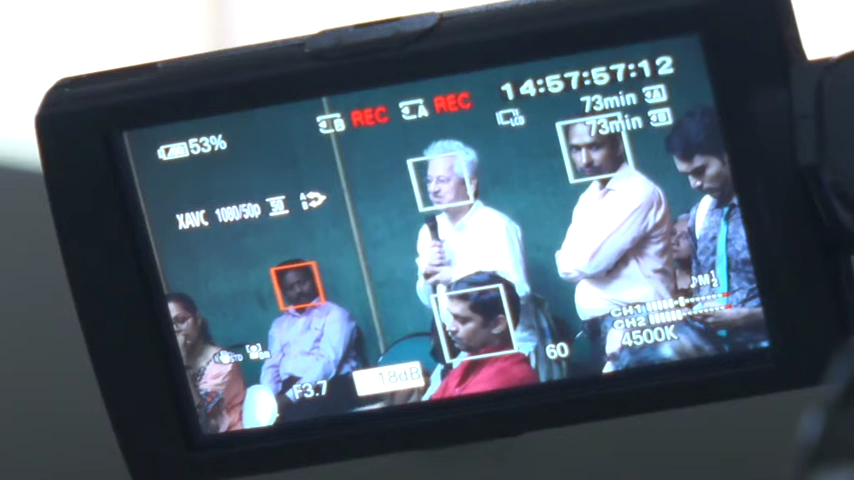 14:57:57:12
B REC A REC
73min A
53%
73min B
XAVC 1080/50p 50
CH1
CH2
4500K
60
18dB
F3.7